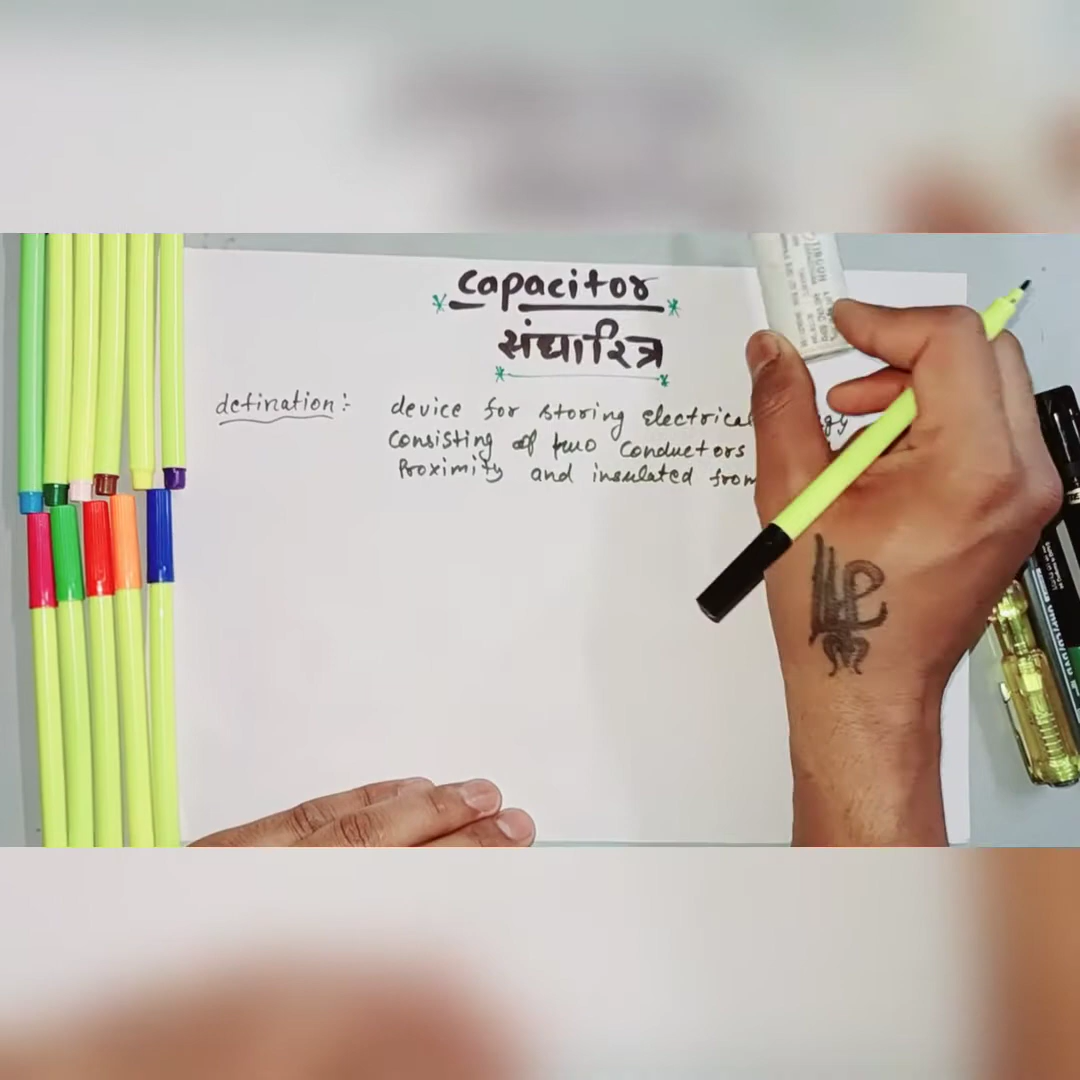 Capacitor
संघारित्र
defination:- device for storing electrical
Consisting of two Conductors
Proximity and insulated from